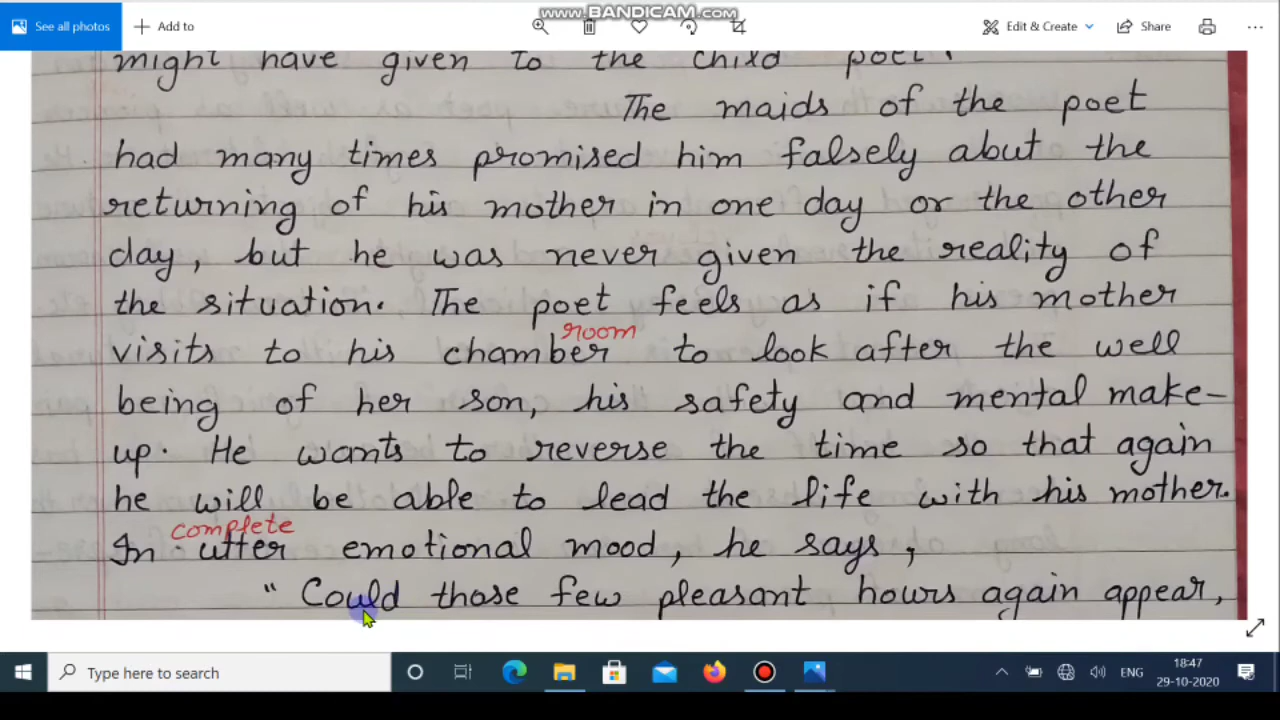 www.BANDICAM.com
See all photos
Add to
Edit & Create
Share
might have given to the child poet.
The maids of the poet
had many times promised him falsely abut the
returning of his mother in one day or the other
day, but he was never given the reality of
the situation. The poet feels as if his mother
room
visits to his chamber to look after the well
being of her son, his safety and mental make-
up. He wants to reverse the time so that again
he will be able to lead the life with his mother.
complete
In utter emotional mood, he says,
" Could those few pleasant hours again appear,
Type here to search
ENG
18:47
29-10-2020